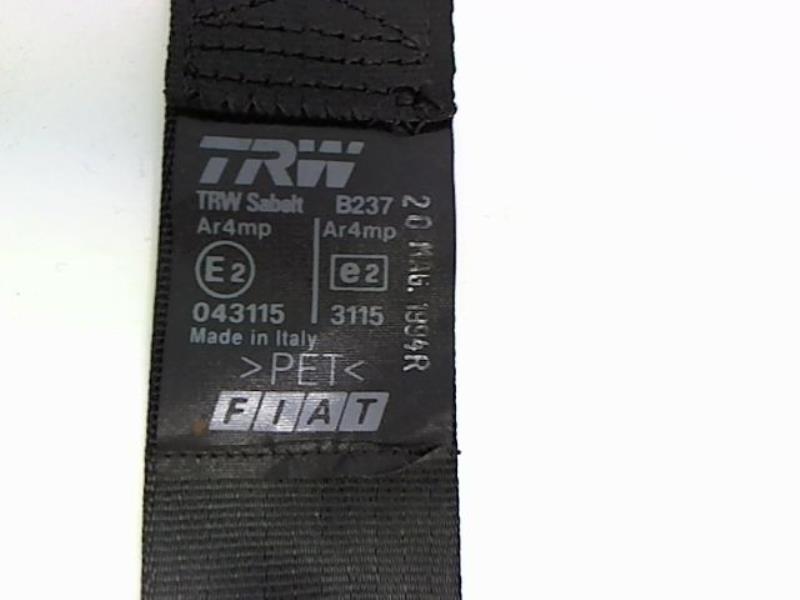 TRW
TRW Sabelt B237
Ar4mp Ar4mp
E2 e2
043115 3115
Made in Italy
>PET<
FIAT
20 MAG. 1994R